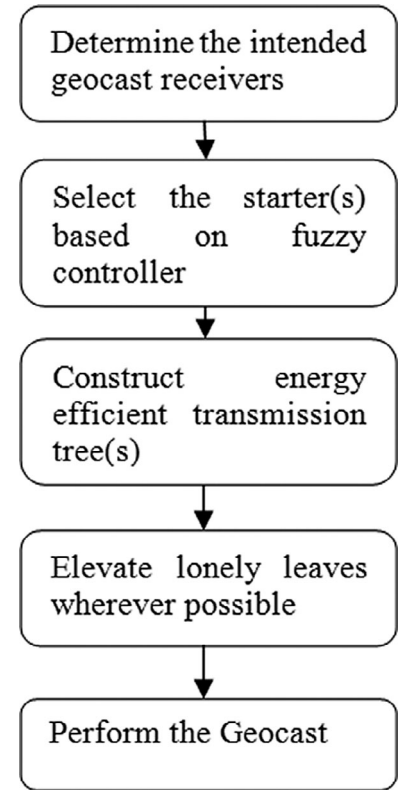 Determine the intended
geocast receivers
Select the starter(s)
based on fuzzy
controller
Construct energy
efficient transmission
tree(s)
Elevate lonely leaves
wherever possible
Perform the Geocast